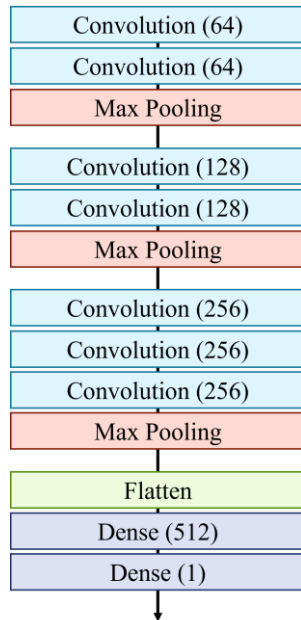 Convolution (64)
Convolution (64)
Max Pooling
Convolution (128)
Convolution (128)
Max Pooling
Convolution (256)
Convolution (256)
Convolution (256)
Max Pooling
Flatten
Dense (512)
Dense (1)